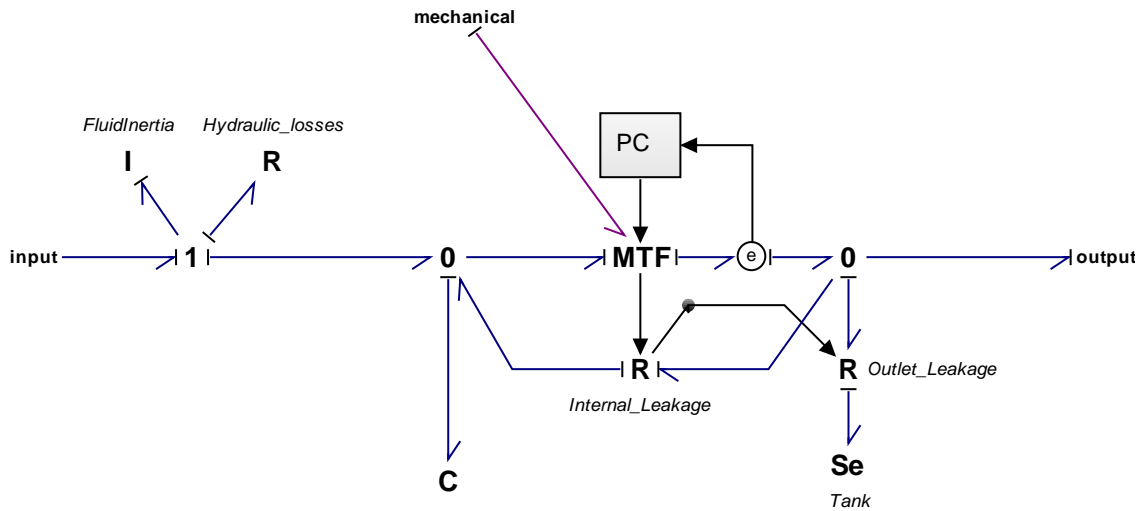 mechanical
FluidInertia
Hydraulic_losses
I
R
PC
input
1
0
MTF
e
0
output
R
R
Outlet_Leakage
Internal_Leakage
C
Se
Tank